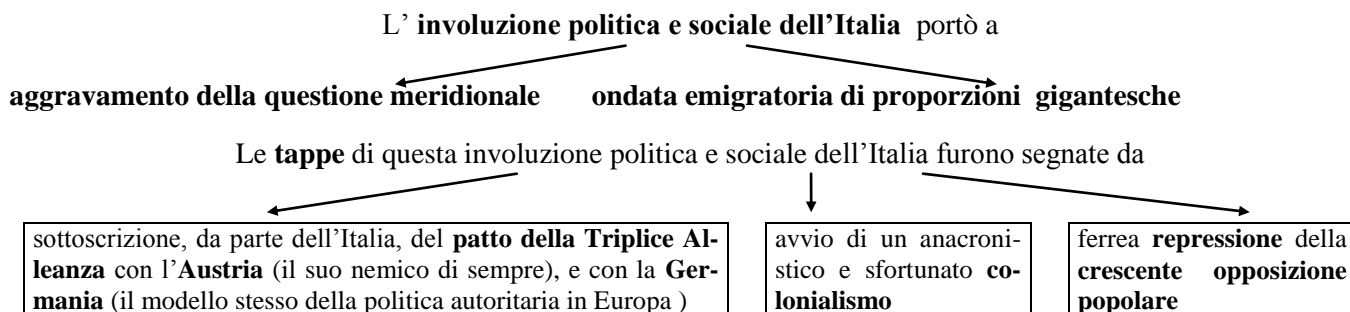 L’ involuzione politica e sociale dell’Italia portò a
aggravamento della questione meridionale ondata emigratoria di proporzioni gigantesche
Le tappe di questa involuzione politica e sociale dell’Italia furono segnate da
sottoscrizione, da parte dell’Italia, del patto della Triplice Al-
leanza con l’Austria (il suo nemico di sempre), e con la Ger-
mania (il modello stesso della politica autoritaria in Europa )
avvio di un anacroni-
stico e sfortunato co-
lonialismo
ferrea repressione della
crescente opposizione
popolare